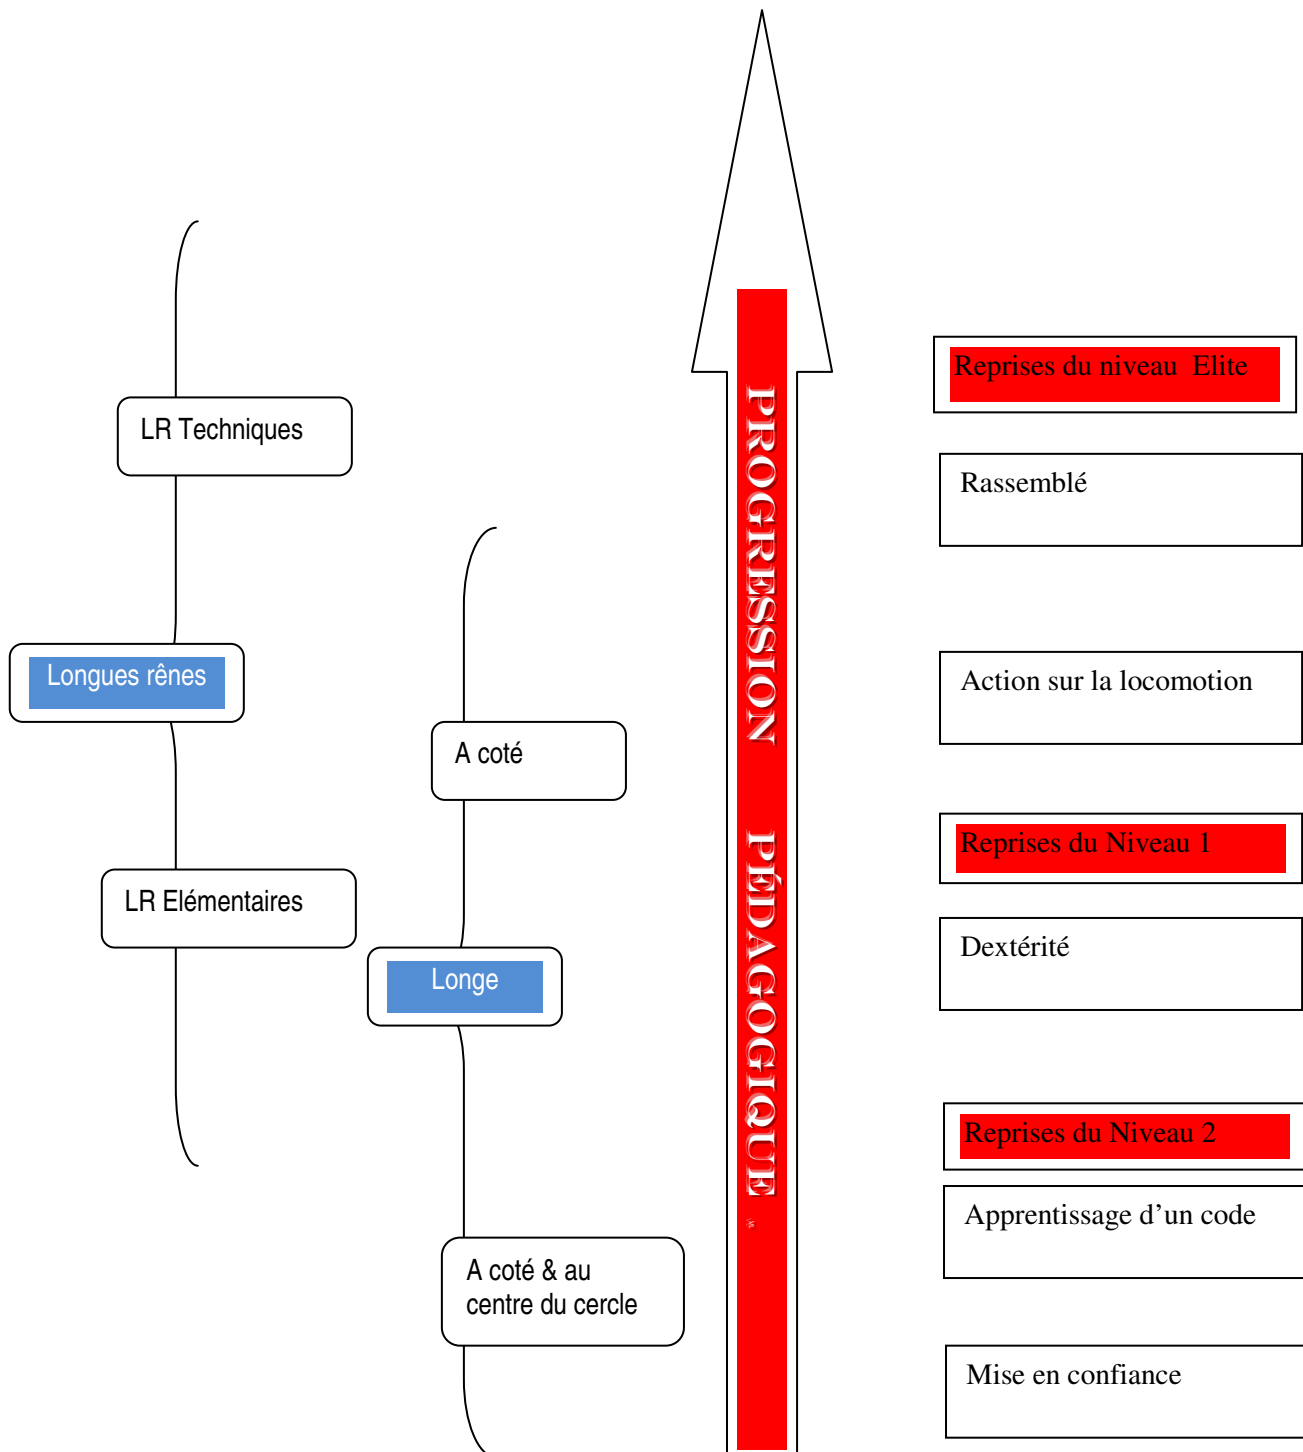 LR Techniques
Longues rênes
LR Elémentaires
A coté
Longe
A coté & au
centre du cercle
PROGRESSION PÉDAGOGIQUE
Reprises du niveau  Elite
Rassemblé
Action sur la locomotion
Reprises du Niveau 1
Dextérité
Reprises du Niveau 2
Apprentissage d’un code
Mise en confiance